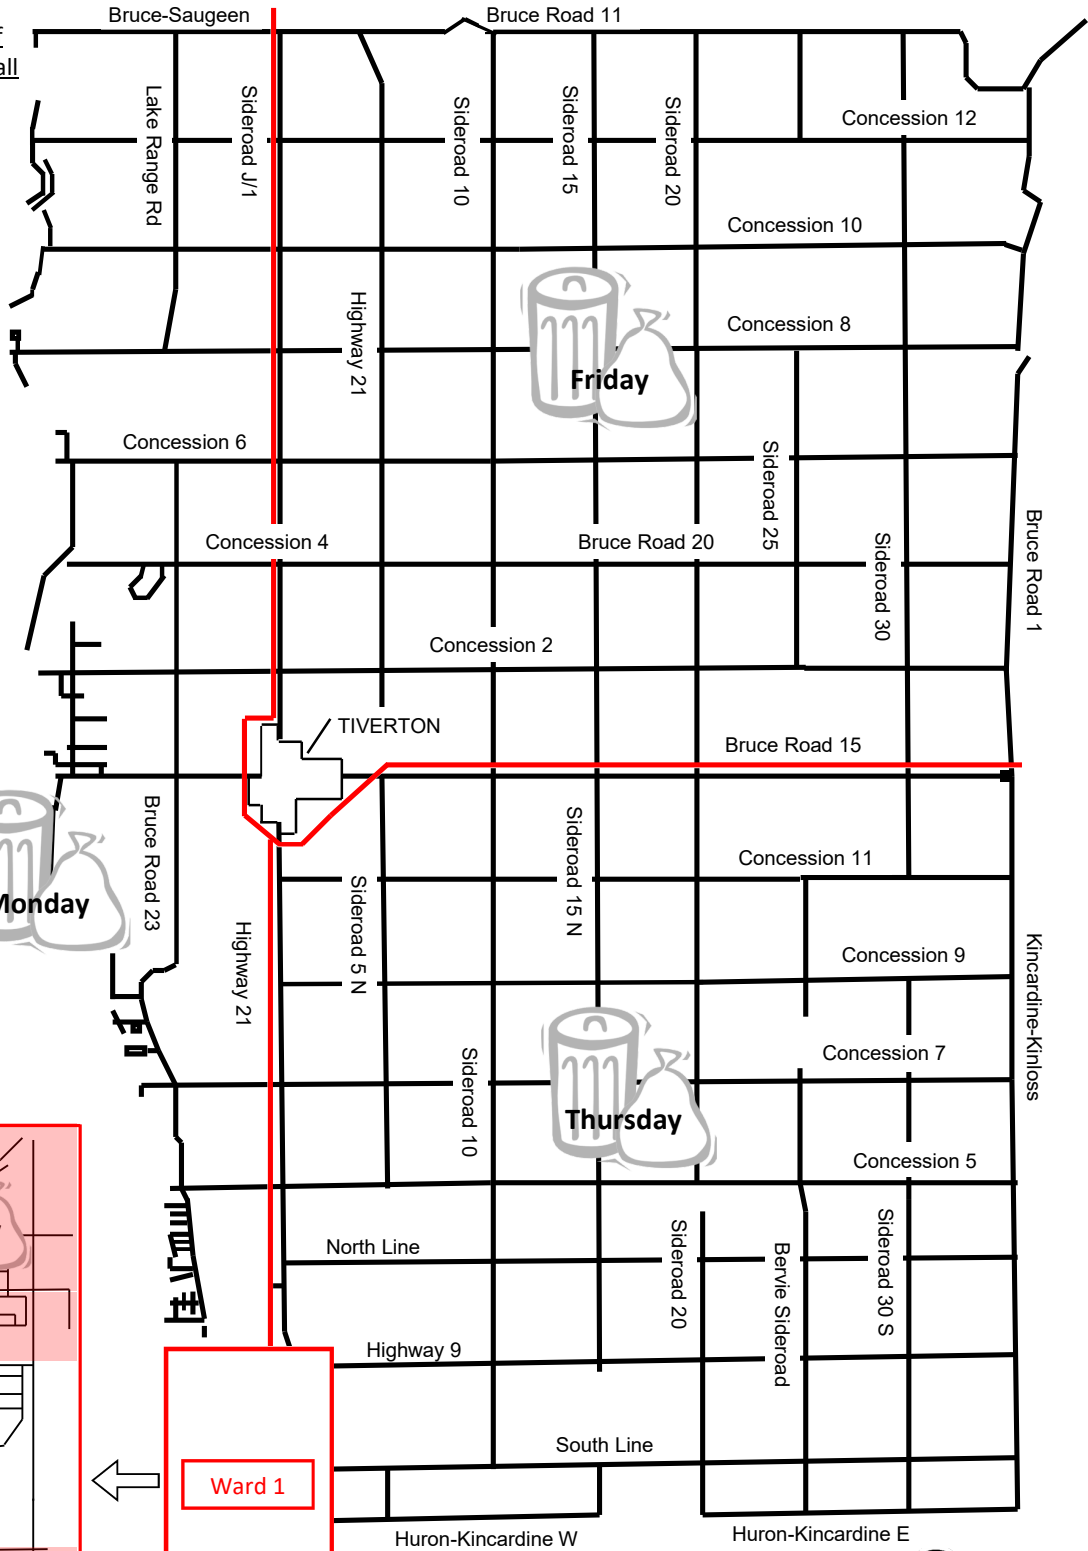 Bruce-Saugeen
Bruce Road 11
all
Lake Range Rd
Sideroad J/1
Sideroad 10
Sideroad 15
Sideroad 20
Concession 12
Concession 10
Highway 21
Concession 8
Friday
Concession 6
Sideroad 25
Concession 4
Bruce Road 20
Sideroad 30
Bruce Road 1
Concession 2
TIVERTON
Bruce Road 15
Bruce Road 23
Sideroad 15 N
Concession 11
Monday
Sideroad 5 N
Highway 21
Concession 9
Kincardine-Kinloss
Sideroad 10
Concession 7
Thursday
Concession 5
North Line
Sideroad 20
Bervie Sideroad
Sideroad 30 S
Highway 9
South Line
Ward 1
Huron-Kincardine W
Huron-Kincardine E